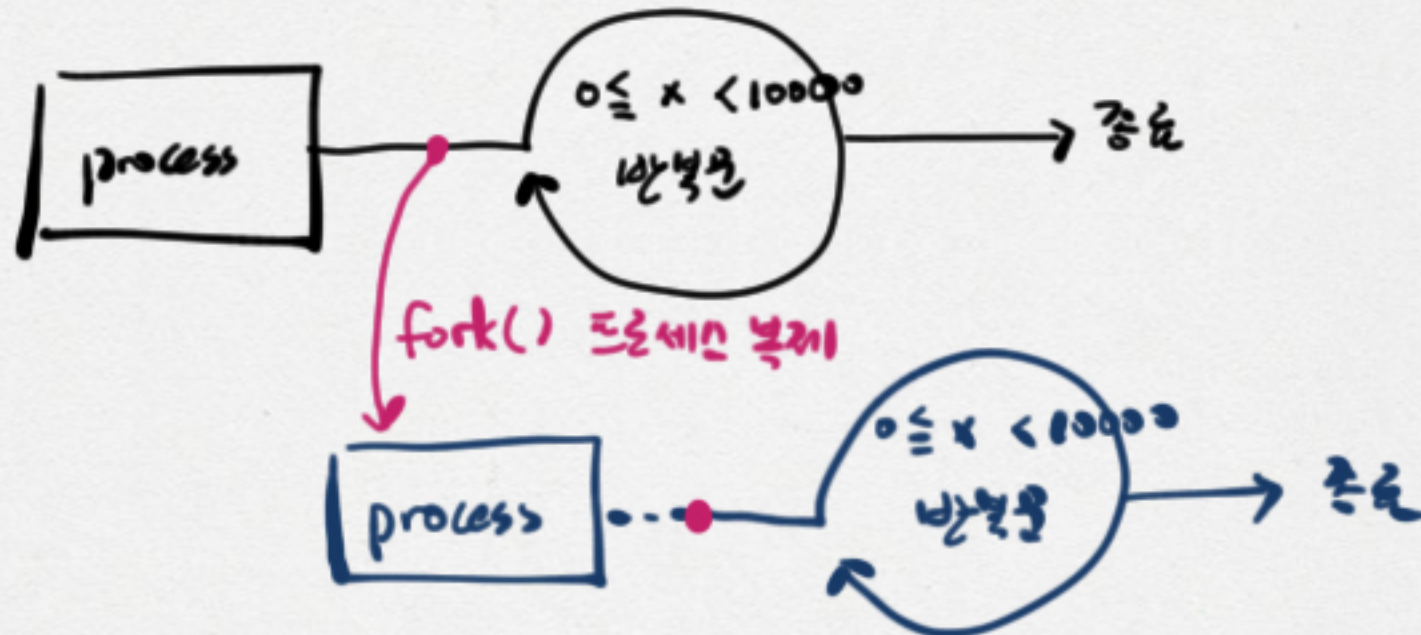 process
0 ≦ x < 10000
반복문
종료
fork() 프로세스 복제
process
0 ≦ x < 10000
반복문
종료